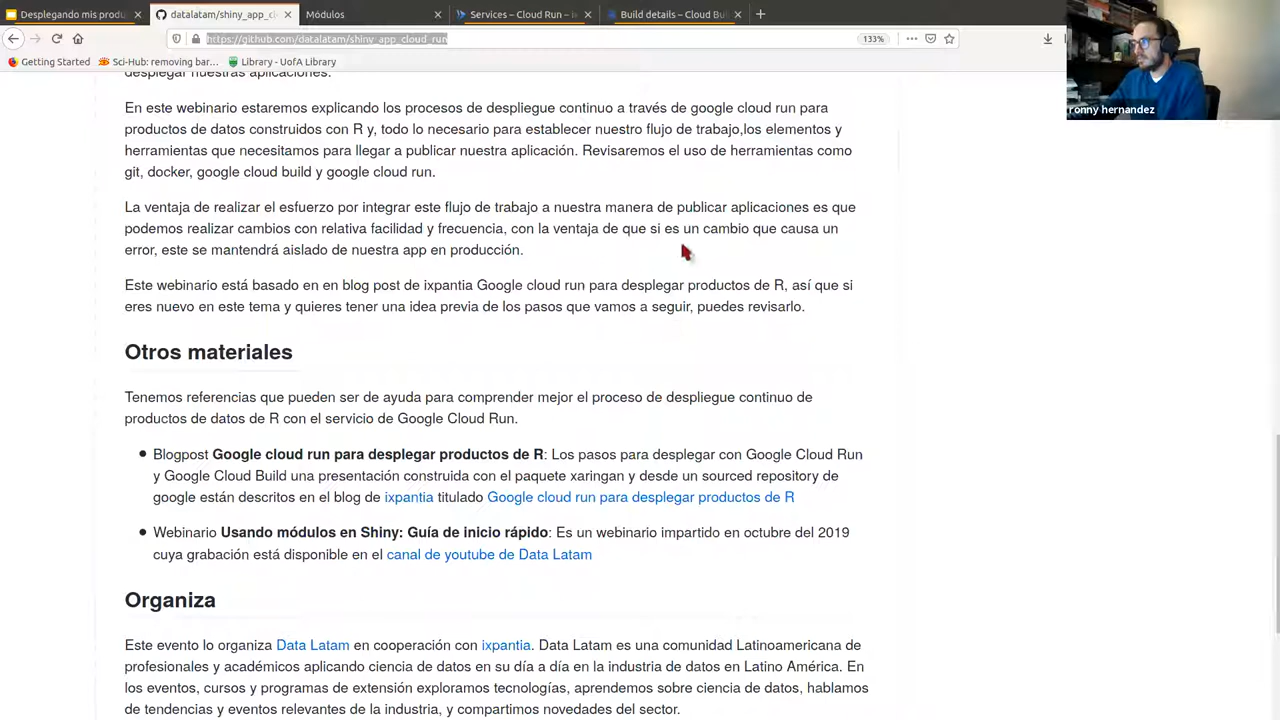 Desplegando mis produc
datalatam/shiny_app_cl
Módulos
Services – Cloud Run – i
Build details – Cloud Bu
https://github.com/datalatam/shiny_app_cloud_run
133%
Getting Started
Sci-Hub: removing bar…
Library - UofA Library
ronny hernandez
desplegar nuestras aplicaciones.
En este webinario estaremos explicando los procesos de despliegue continuo a través de google cloud run para
productos de datos construidos con R y, todo lo necesario para establecer nuestro flujo de trabajo,los elementos y
herramientas que necesitamos para llegar a publicar nuestra aplicación. Revisaremos el uso de herramientas como
git, docker, google cloud build y google cloud run.
La ventaja de realizar el esfuerzo por integrar este flujo de trabajo a nuestra manera de publicar aplicaciones es que
podemos realizar cambios con relativa facilidad y frecuencia, con la ventaja de que si es un cambio que causa un
error, este se mantendrá aislado de nuestra app en producción.
Este webinario está basado en en blog post de ixpantia Google cloud run para desplegar productos de R, así que si
eres nuevo en este tema y quieres tener una idea previa de los pasos que vamos a seguir, puedes revisarlo.
Otros materiales
Tenemos referencias que pueden ser de ayuda para comprender mejor el proceso de despliegue continuo de
productos de datos de R con el servicio de Google Cloud Run.
Blogpost Google cloud run para desplegar productos de R: Los pasos para desplegar con Google Cloud Run
y Google Cloud Build una presentación construida con el paquete xaringan y desde un sourced repository de
google están descritos en el blog de ixpantia titulado Google cloud run para desplegar productos de R
Webinario Usando módulos en Shiny: Guía de inicio rápido: Es un webinario impartido en octubre del 2019
cuya grabación está disponible en el canal de youtube de Data Latam
Organiza
Este evento lo organiza Data Latam en cooperación con ixpantia. Data Latam es una comunidad Latinoamericana de
profesionales y académicos aplicando ciencia de datos en su día a día en la industria de datos en Latino América. En
los eventos, cursos y programas de extensión exploramos tecnologías, aprendemos sobre ciencia de datos, hablamos
de tendencias y eventos relevantes de la industria, y compartimos novedades del sector.